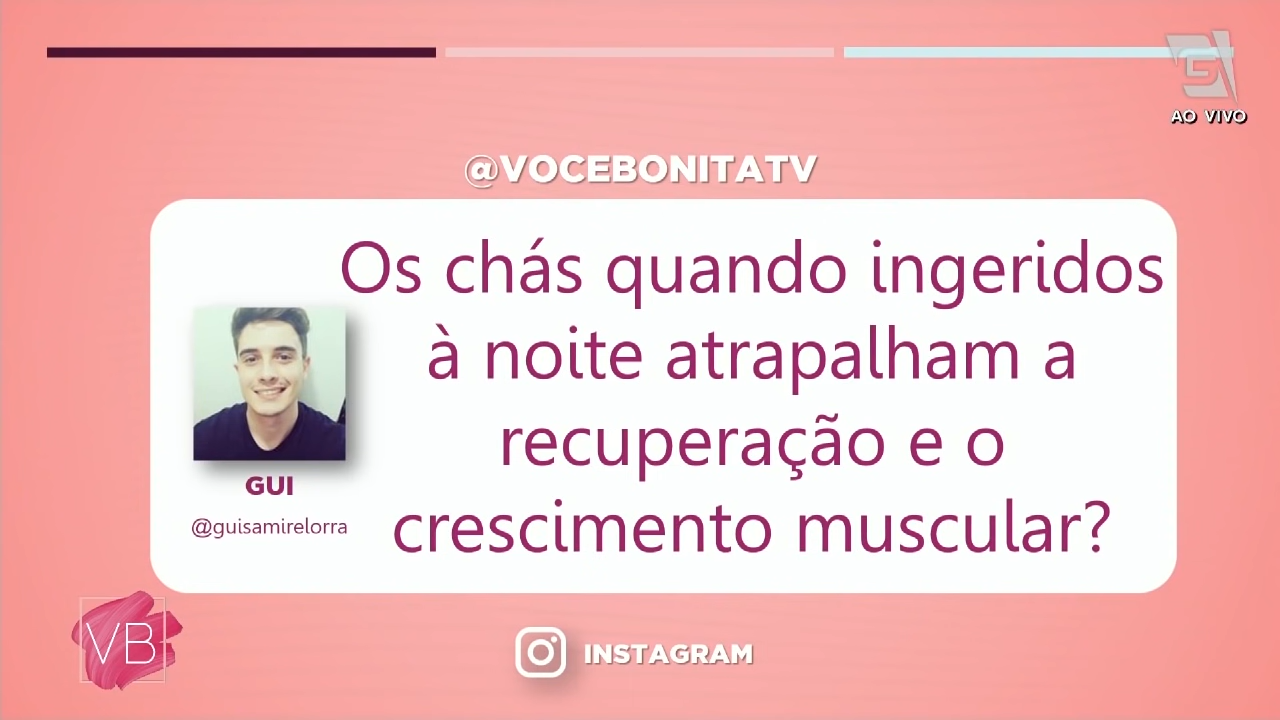 AO VIVO
@VOCEBONITATV
Os chás quando ingeridos
à noite atrapalham a
recuperação e o
crescimento muscular?
GUI
@guisamirelorra
VB
INSTAGRAM